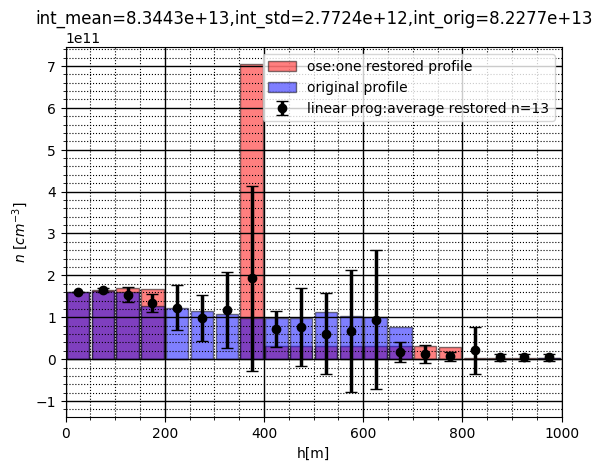 int_mean=8.3443e+13,int_std=2.7724e+12,int_orig=8.2277e+13
1e11
ose:one restored profile
original profile
linear prog:average restored n=13
7
6
5
4
3
2
1
0
−1
n [cm⁻³]
0 200 400 600 800 1000
h[m]